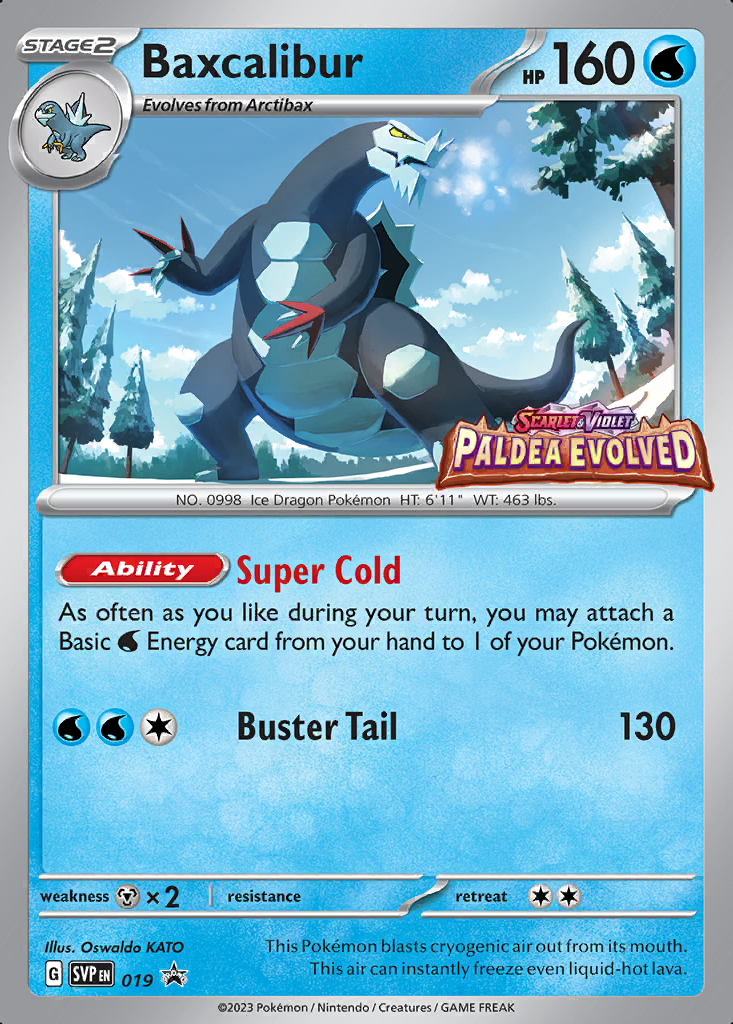 STAGE2
Baxcalibur
HP 160
Evolves from Arctibax
SCARLET & VIOLET
PALDEA EVOLVED
NO. 0998 Ice Dragon Pokémon HT: 6'11" WT: 463 lbs.
Ability Super Cold
As often as you like during your turn, you may attach a
Basic Energy card from your hand to 1 of your Pokémon.
Buster Tail 130
weakness ×2 resistance retreat
Illus. Oswaldo KATO
This Pokémon blasts cryogenic air out from its mouth.
This air can instantly freeze even liquid-hot lava.
G SVP EN 019
©2023 Pokémon / Nintendo / Creatures / GAME FREAK